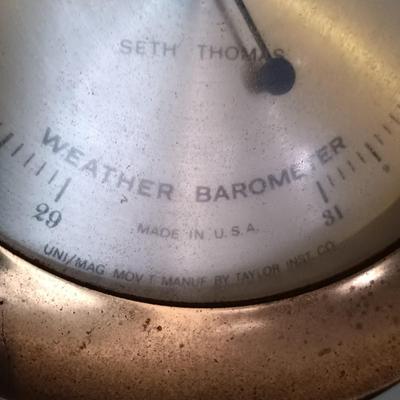 SETH THOMAS
WEATHER BAROMETER
29
31
MADE IN U.S.A.
UNI/MAG MOV'T MANUF BY TAYLOR INST. CO.